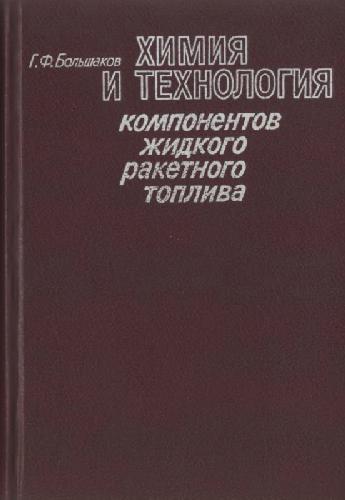 Г.Ф.Большаков
ХИМИЯ
И ТЕХНОЛОГИЯ
компонентов
жидкого
ракетного
топлива